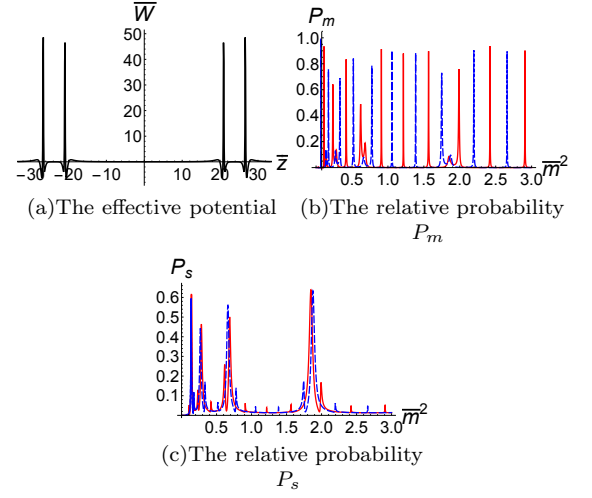 W̅
50
40
30
20
10
−30 −20 0 20 30 z̅
(a)The effective potential
P_m
1.0
0.8
0.6
0.4
0.2
0.5 1.0 1.5 2.0 2.5 3.0 m̅²
(b)The relative probability
P_m
P_s
0.6
0.5
0.4
0.3
0.2
0.1
0.5 1.0 1.5 2.0 2.5 3.0 m̅²
(c)The relative probability
P_s